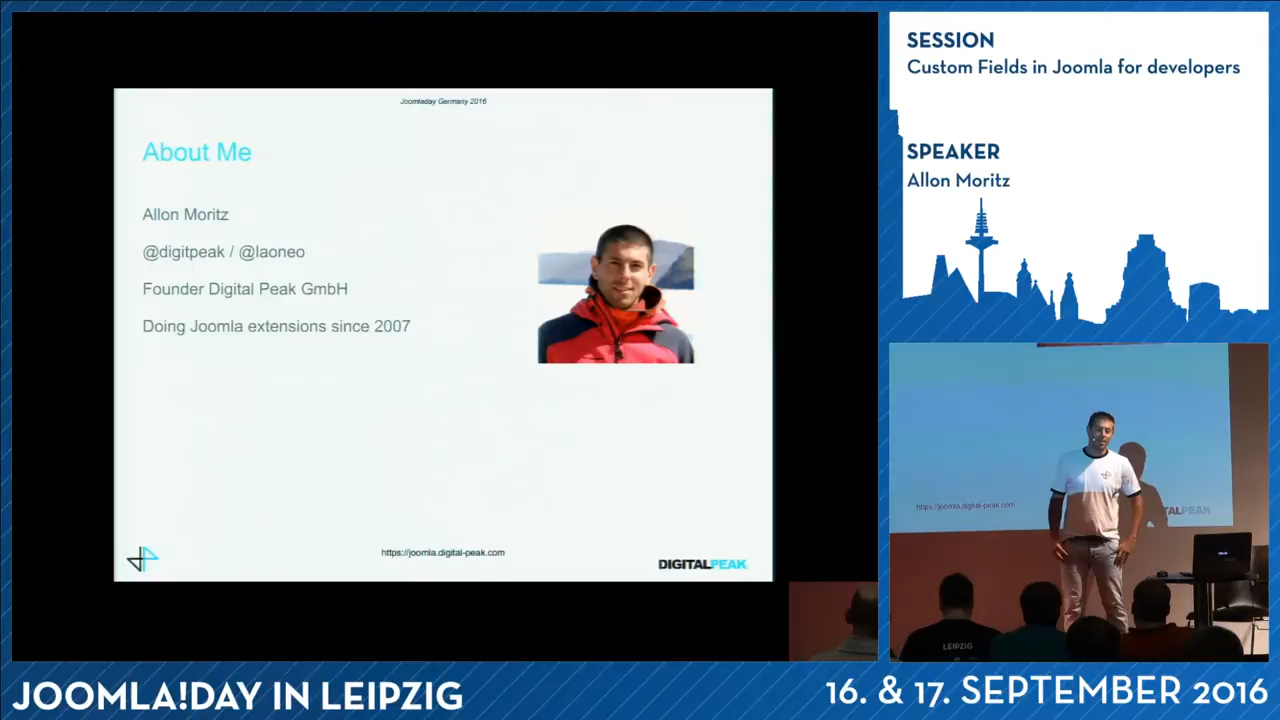 Joomladay Germany 2016
About Me
Allon Moritz
@digitpeak / @laoneo
Founder Digital Peak GmbH
Doing Joomla extensions since 2007
https://joomla.digital-peak.com
DIGITALPEAK
SESSION
Custom Fields in Joomla for developers
SPEAKER
Allon Moritz
https://joomla.digital-peak.com
TALPEAK
LEIPZIG
JOOMLA!DAY IN LEIPZIG
16. & 17. SEPTEMBER 2016